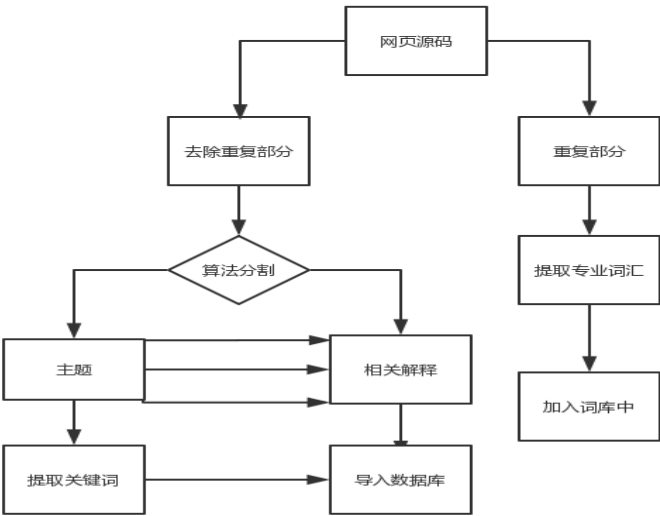 网页源码
去除重复部分
重复部分
算法分割
提取专业词汇
主题
相关解释
加入词库中
提取关键词
导入数据库